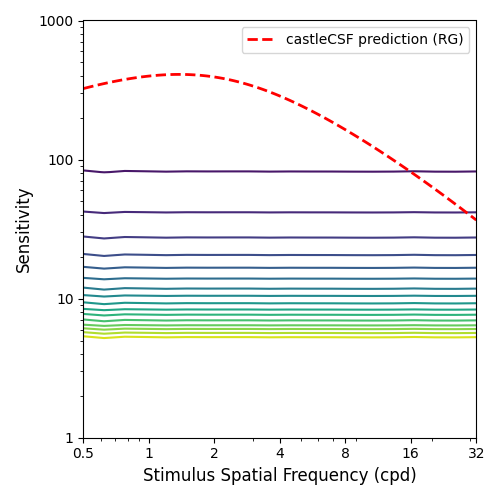 1000
castleCSF prediction (RG)
100
Sensitivity
10
1
0.5 1 2 4 8 16 32
Stimulus Spatial Frequency (cpd)